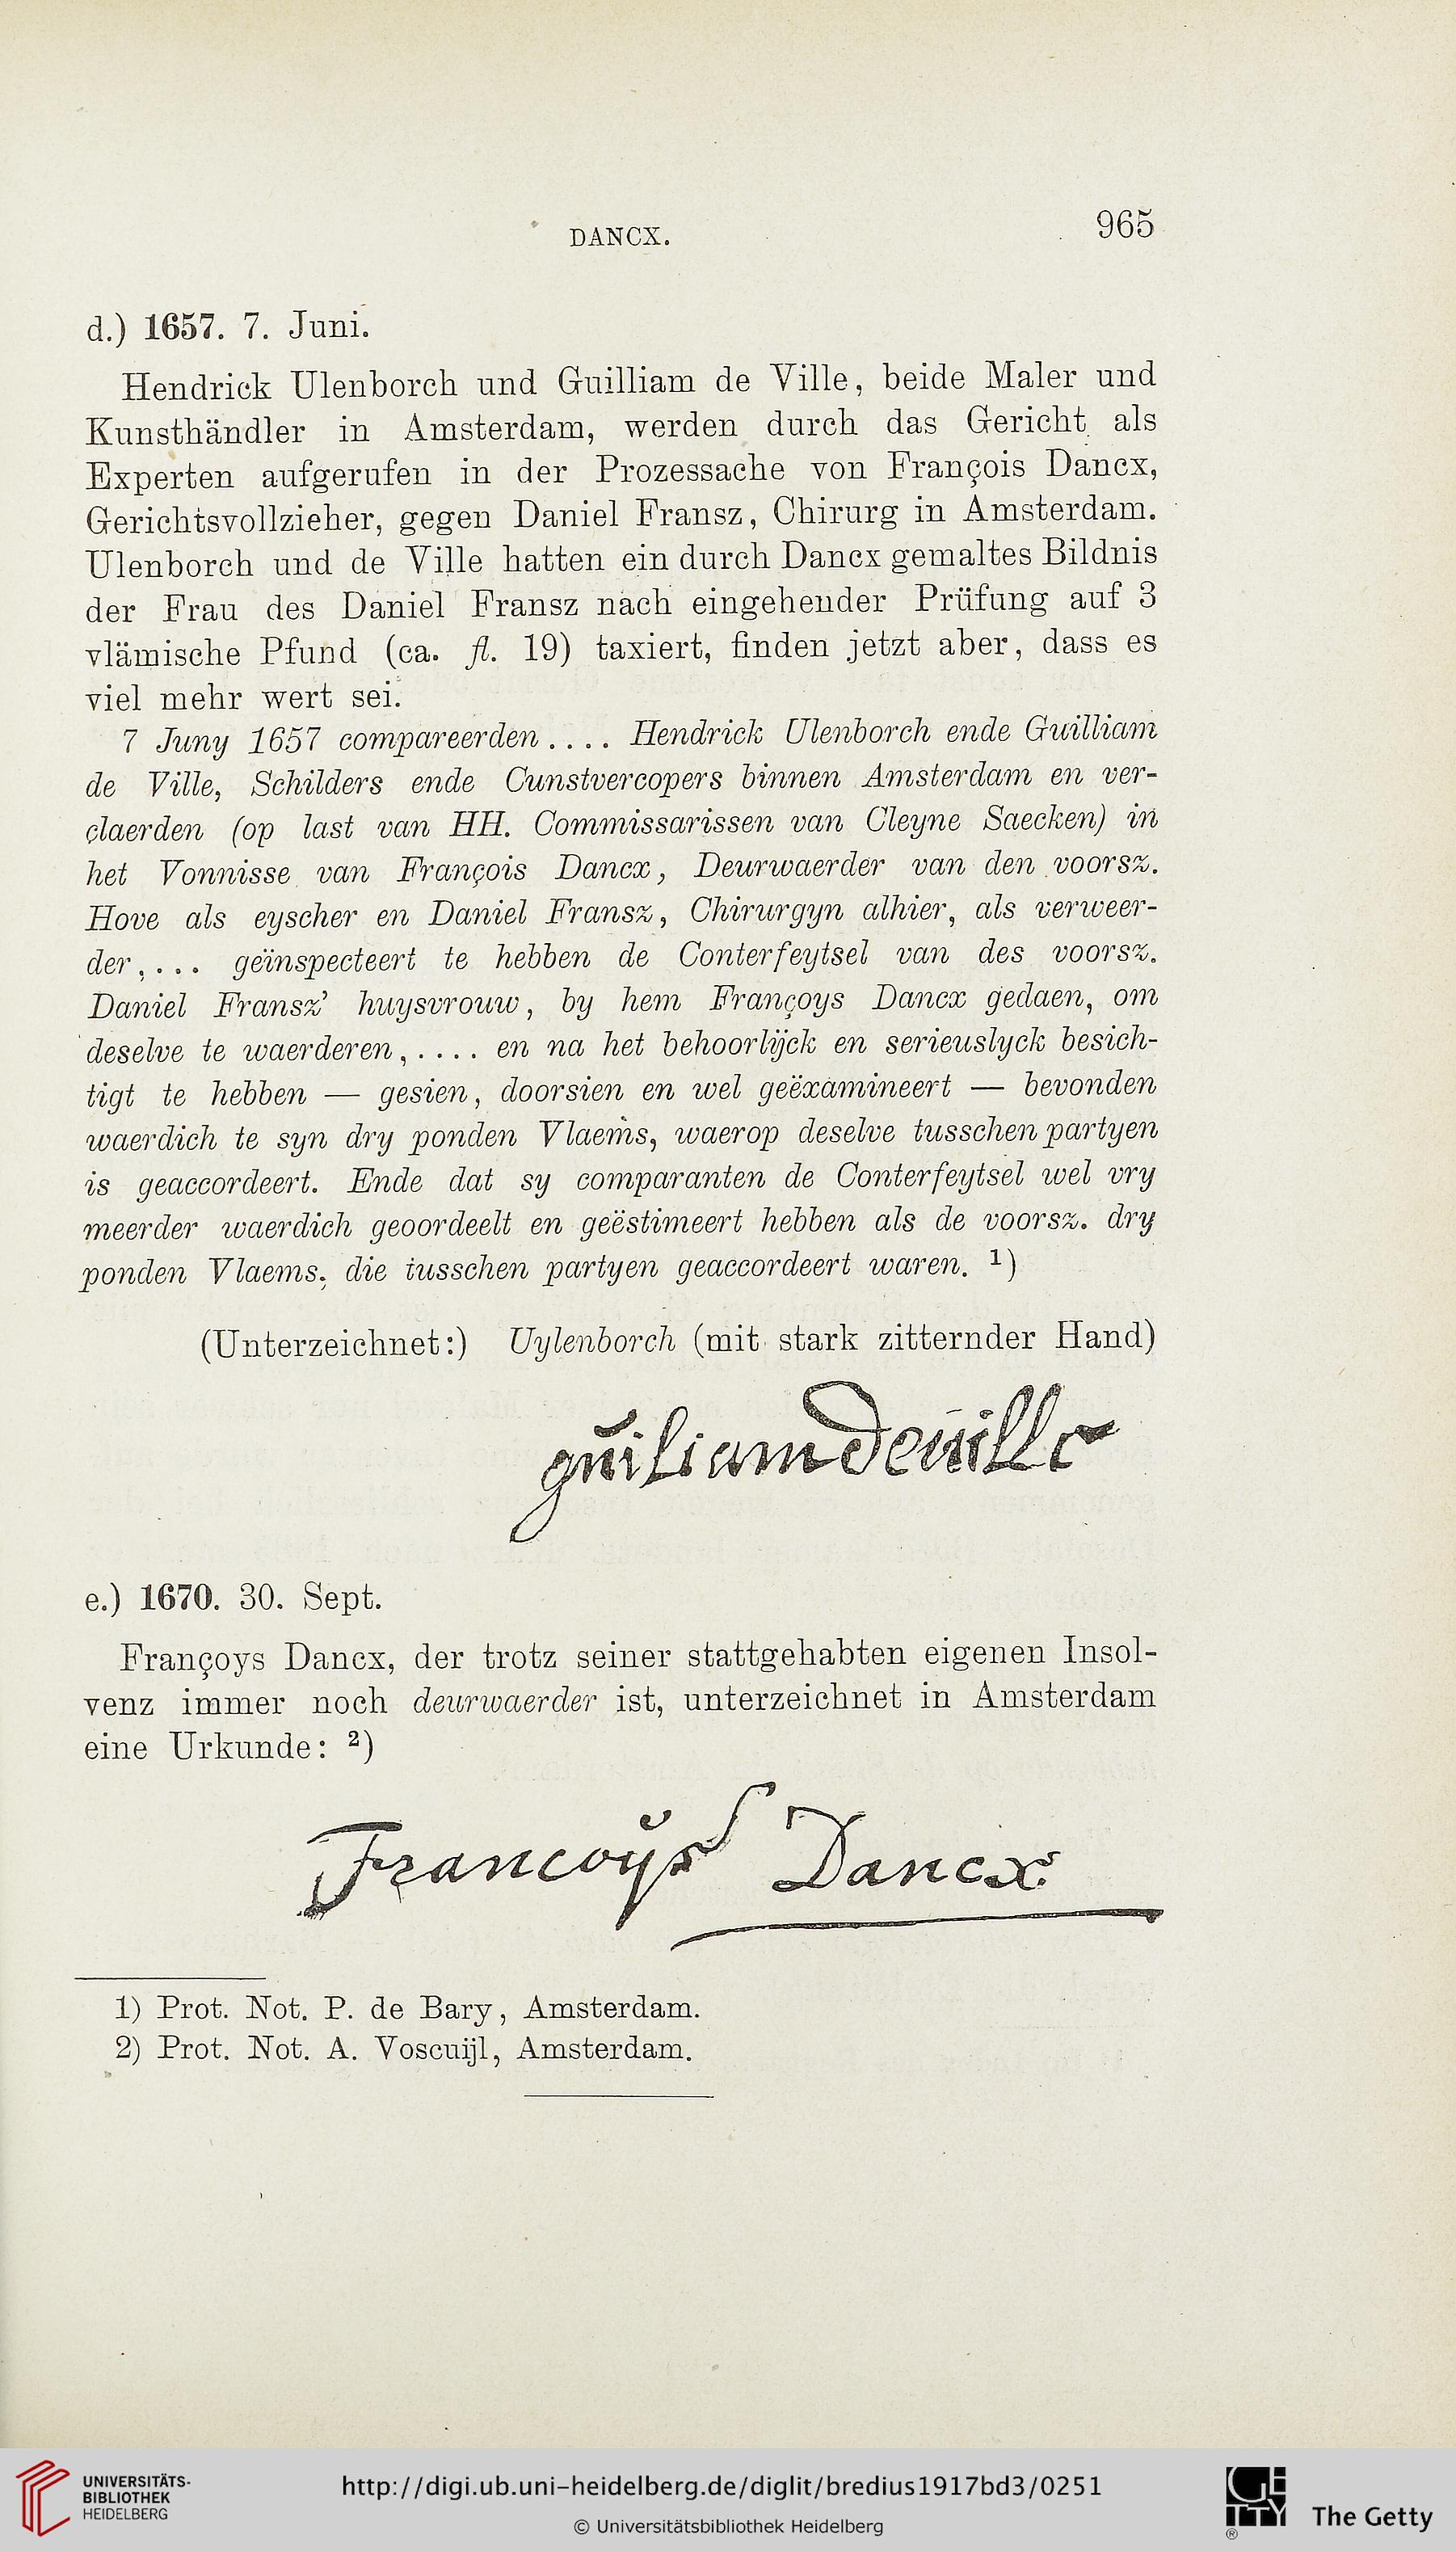 DANCX.
965
d.) 1657. 7. Juni.
Hendrick Ulenborch und Guilliam de Ville, beide Maler und
Kunsthändler in Amsterdam, werden durch das Gericht als
Experten aufgerufen in der Prozessache von François Dancx,
Gerichtsvollzieher, gegen Daniel Fransz, Chirurg in Amsterdam.
Ulenborch und de Ville hatten ein durch Dancx gemaltes Bildnis
der Frau des Daniel Fransz nach eingehender Prüfung auf 3
vlämische Pfund (ca. fl. 19) taxiert, finden jetzt aber, dass es
viel mehr wert sei.
7 Juny 1657 compareerden .... Hendrick Ulenborch ende Guilliam
de Ville, Schilders ende Cunstvercopers binnen Amsterdam en ver-
claerden (op last van HH. Commissarissen van Cleyne Saecken) in
het Vonnisse van François Dancx, Deurwaerder van den voorsz.
Hove als eyscher en Daniel Fransz, Chirurgyn alhier, als verweer-
der,... geïnspecteert te hebben de Conterfeytsel van des voorsz.
Daniel Fransz' huysvrouw, by hem Françoys Dancx gedaen, om
deselve te waerderen,.... en na het behoorlijck en serieuslyck besich-
tigt te hebben — gesien, doorsien en wel geëxamineert — bevonden
waerdich te syn dry ponden Vlaems, waerop deselve tusschen partyen
is geaccordeert. Ende dat sy comparanten de Conterfeytsel wel vry
meerder waerdich geoordeelt en geëstimeert hebben als de voorsz. dry
ponden Vlaems, die tusschen partyen geaccordeert waren. ¹)
(Unterzeichnet:) Uylenborch (mit stark zitternder Hand)
guiliam de ville
e.) 1670. 30. Sept.
Françoys Dancx, der trotz seiner stattgehabten eigenen Insol-
venz immer noch deurwaerder ist, unterzeichnet in Amsterdam
eine Urkunde: ²)
Francoys Dancx
1) Prot. Not. P. de Bary, Amsterdam.
2) Prot. Not. A. Voscuijl, Amsterdam.
UNIVERSITÄTS-
BIBLIOTHEK
HEIDELBERG
http://digi.ub.uni-heidelberg.de/diglit/bredius1917bd3/0251
© Universitätsbibliothek Heidelberg
GETTY
®
The Getty